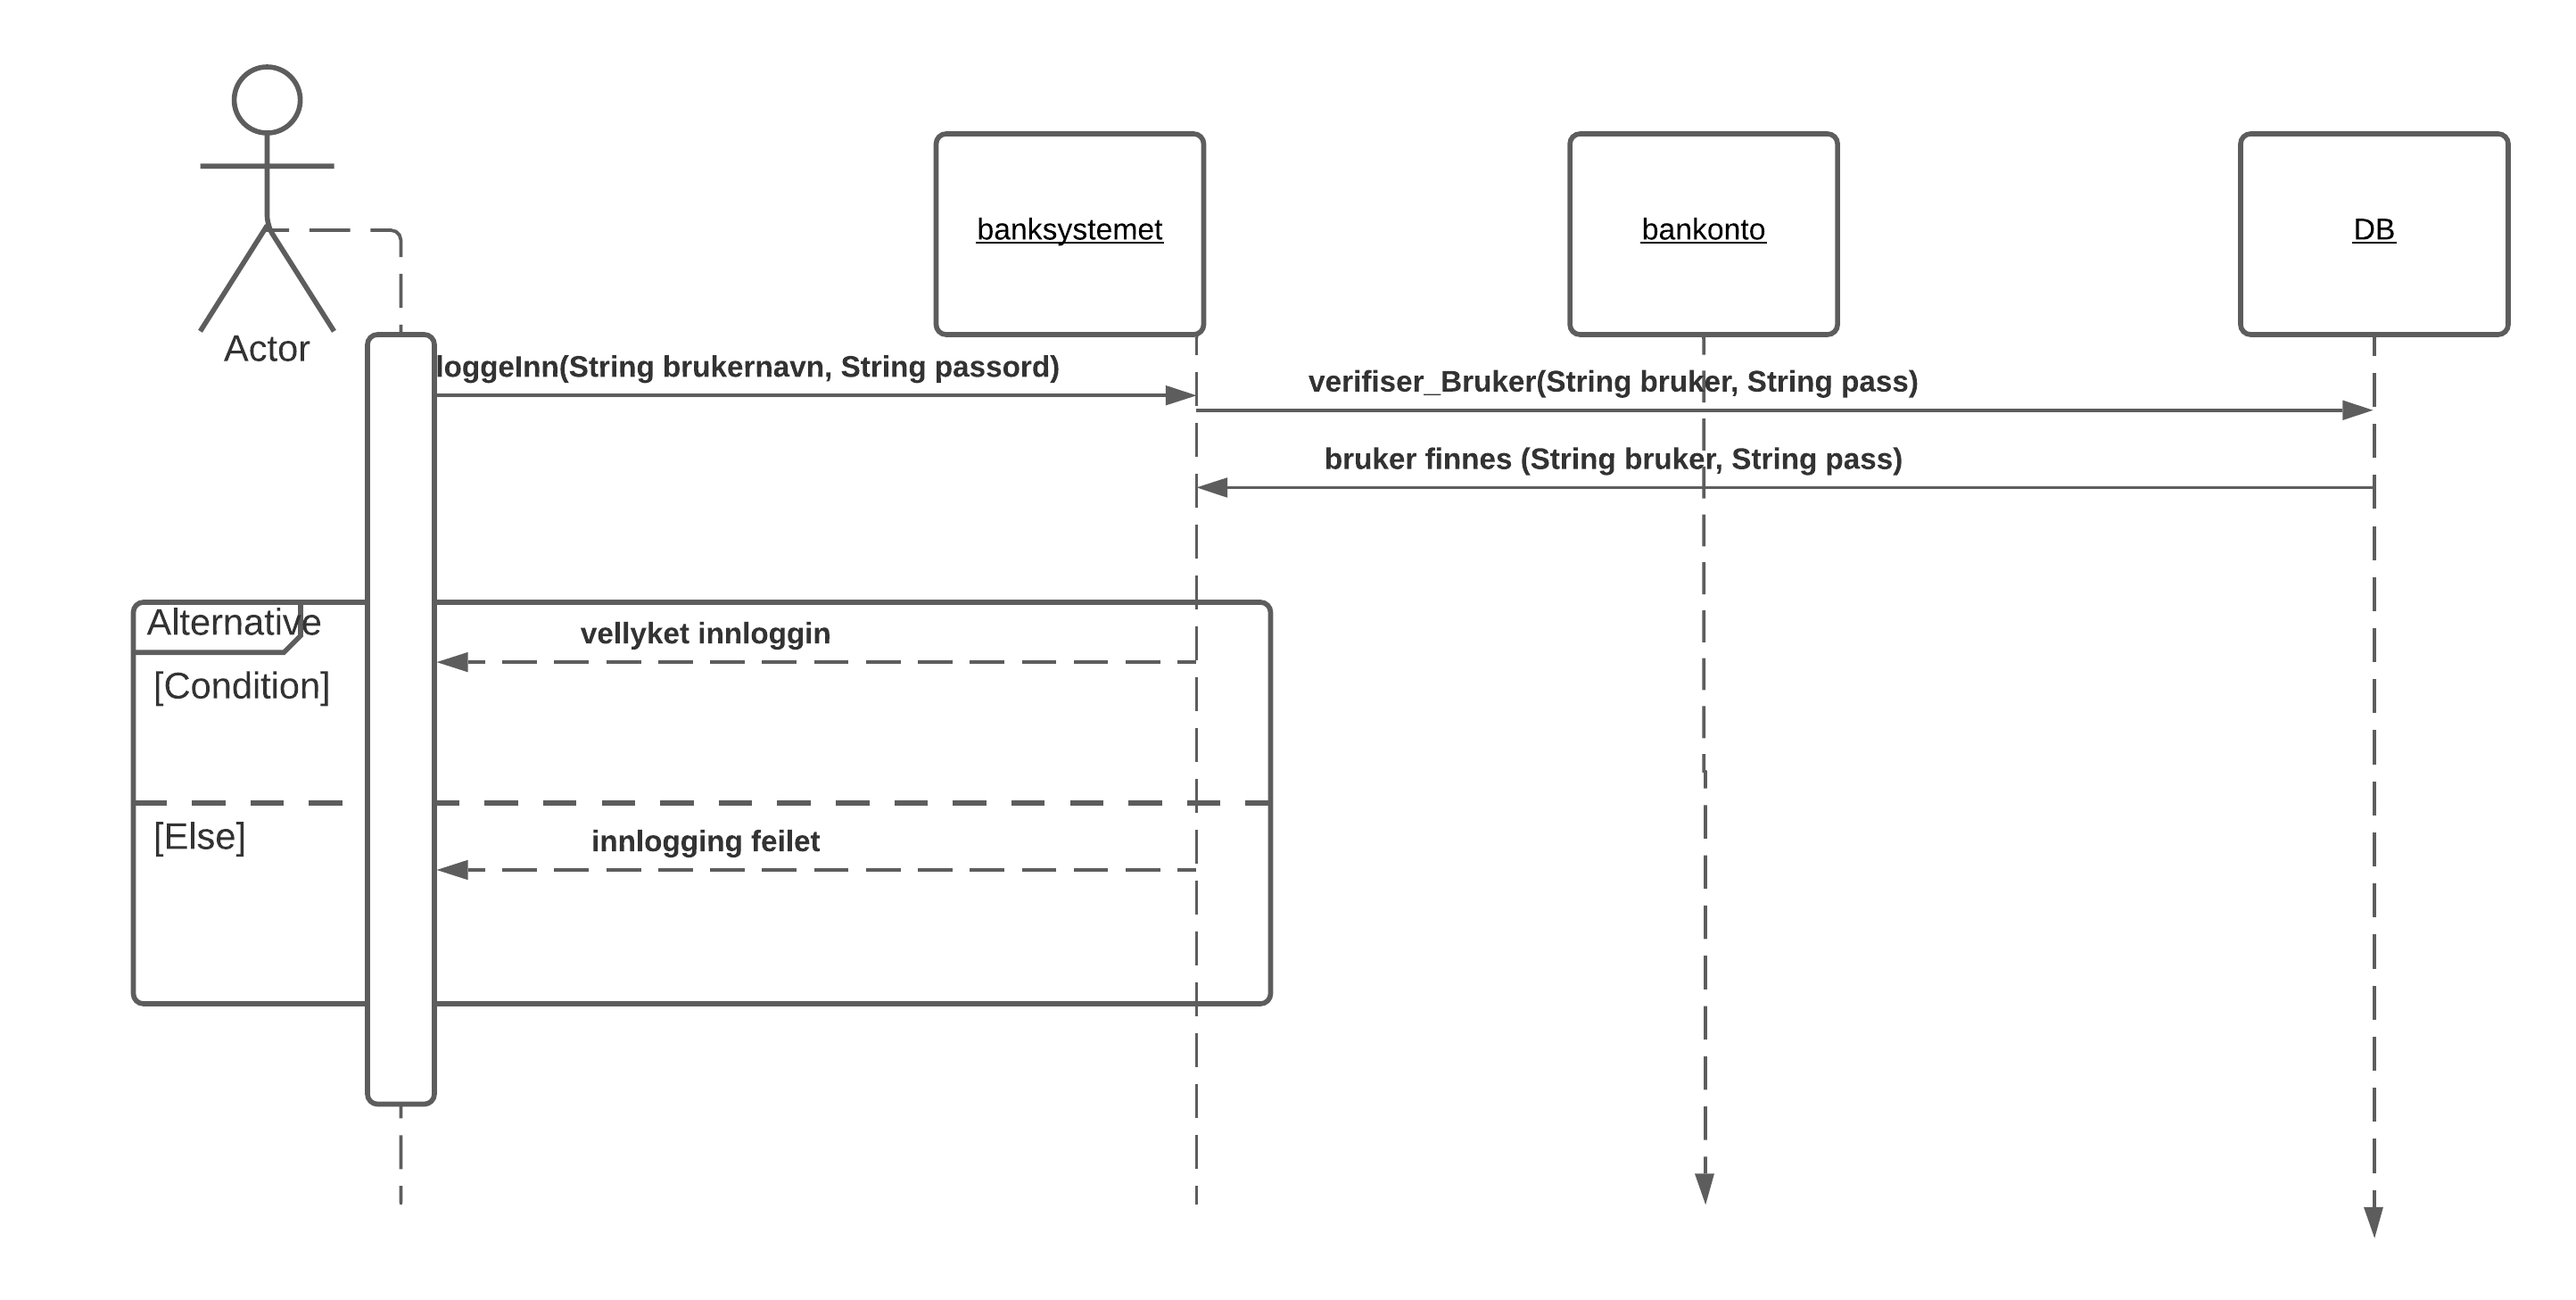 Actor
banksystemet
bankonto
DB
loggeInn(String brukernavn, String passord)
verifiser_Bruker(String bruker, String pass)
bruker finnes (String bruker, String pass)
Alternative
vellyket innloggin
[Condition]
[Else]
innlogging feilet